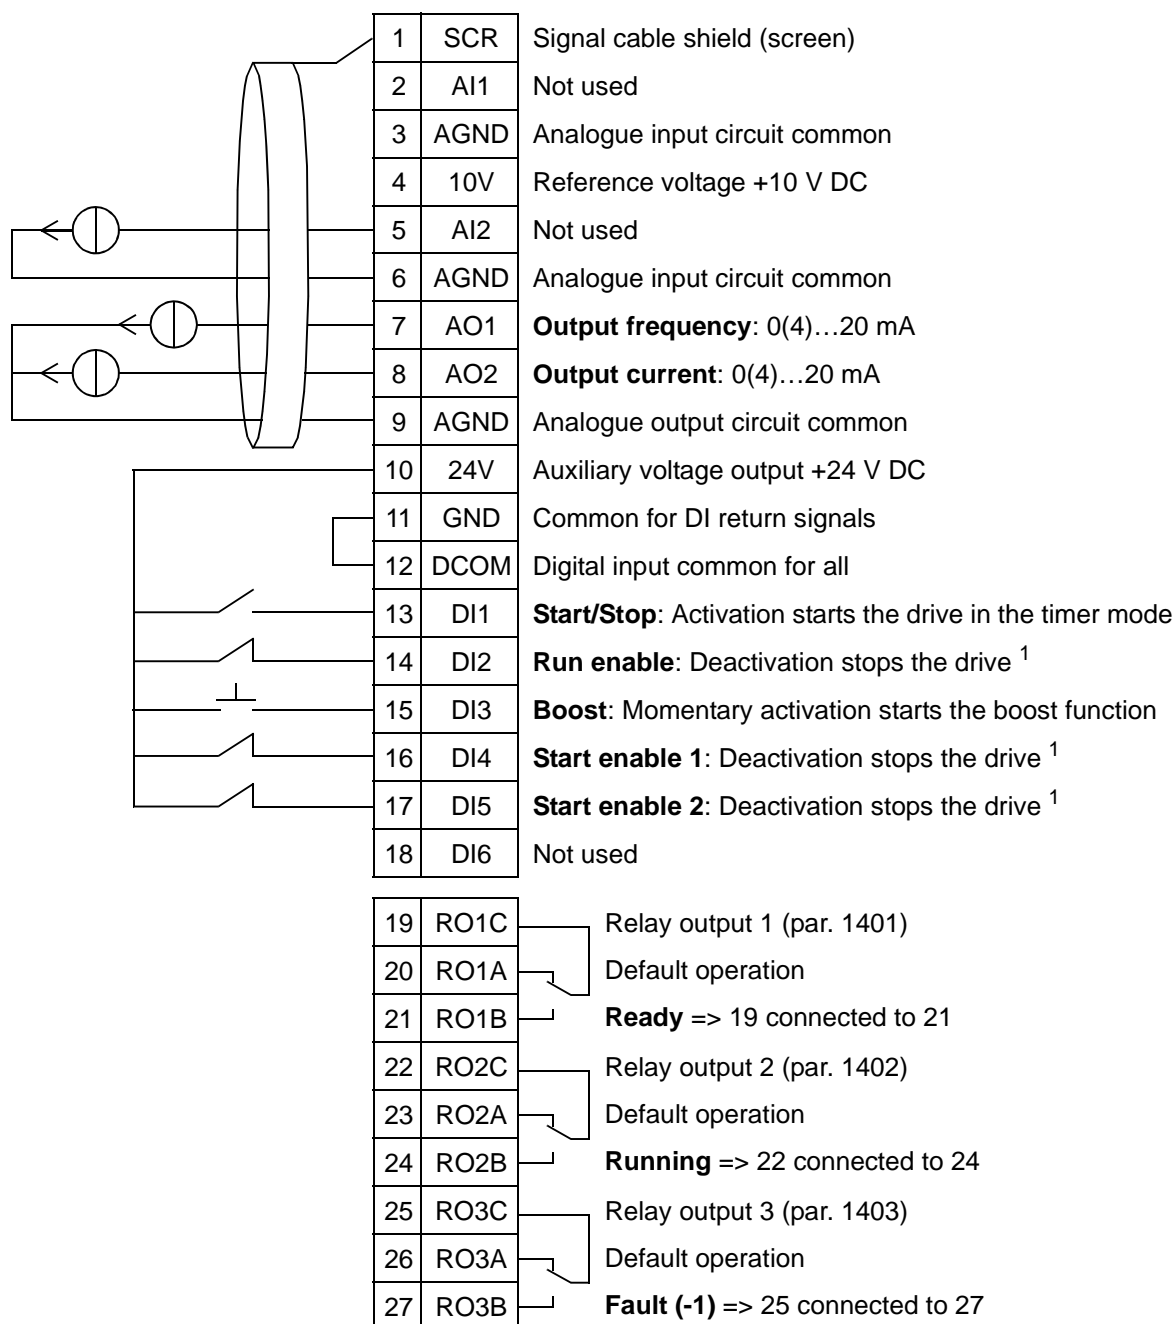 1 SCR Signal cable shield (screen)
2 AI1 Not used
3 AGND Analogue input circuit common
4 10V Reference voltage +10 V DC
5 AI2 Not used
6 AGND Analogue input circuit common
7 AO1 Output frequency: 0(4)…20 mA
8 AO2 Output current: 0(4)…20 mA
9 AGND Analogue output circuit common
10 24V Auxiliary voltage output +24 V DC
11 GND Common for DI return signals
12 DCOM Digital input common for all
13 DI1 Start/Stop: Activation starts the drive in the timer mode
14 DI2 Run enable: Deactivation stops the drive 1
15 DI3 Boost: Momentary activation starts the boost function
16 DI4 Start enable 1: Deactivation stops the drive 1
17 DI5 Start enable 2: Deactivation stops the drive 1
18 DI6 Not used
19 RO1C Relay output 1 (par. 1401)
20 RO1A Default operation
21 RO1B Ready => 19 connected to 21
22 RO2C Relay output 2 (par. 1402)
23 RO2A Default operation
24 RO2B Running => 22 connected to 24
25 RO3C Relay output 3 (par. 1403)
26 RO3A Default operation
27 RO3B Fault (-1) => 25 connected to 27